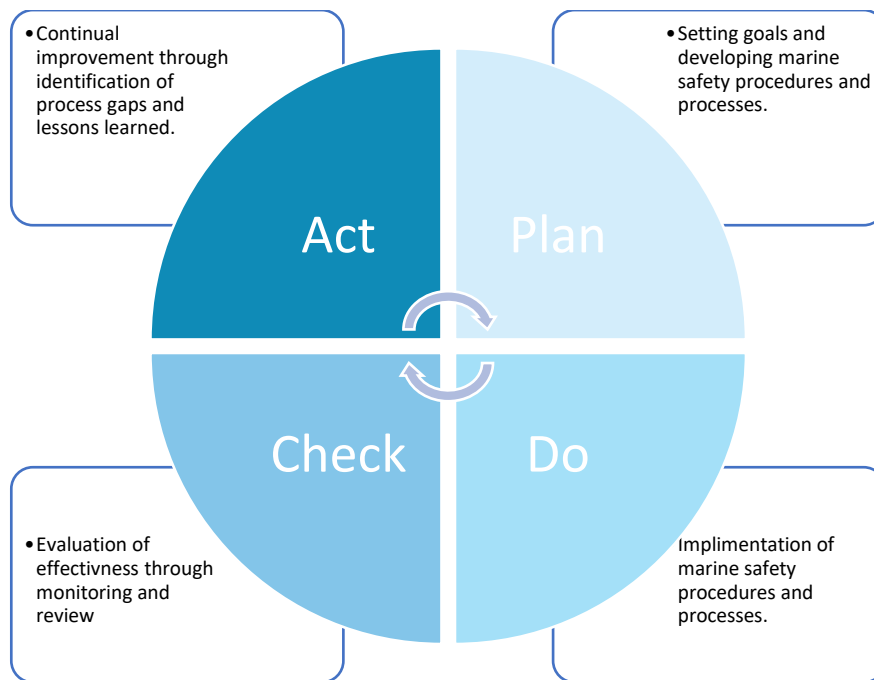 •Continual
improvement through
identification of
process gaps and
lessons learned.
•Setting goals and
developing marine
safety procedures and
processes.
Act
Plan
Check
Do
•Evaluation of
effectivness through
monitoring and
review
Implimentation of
marine safety
procedures and
processes.